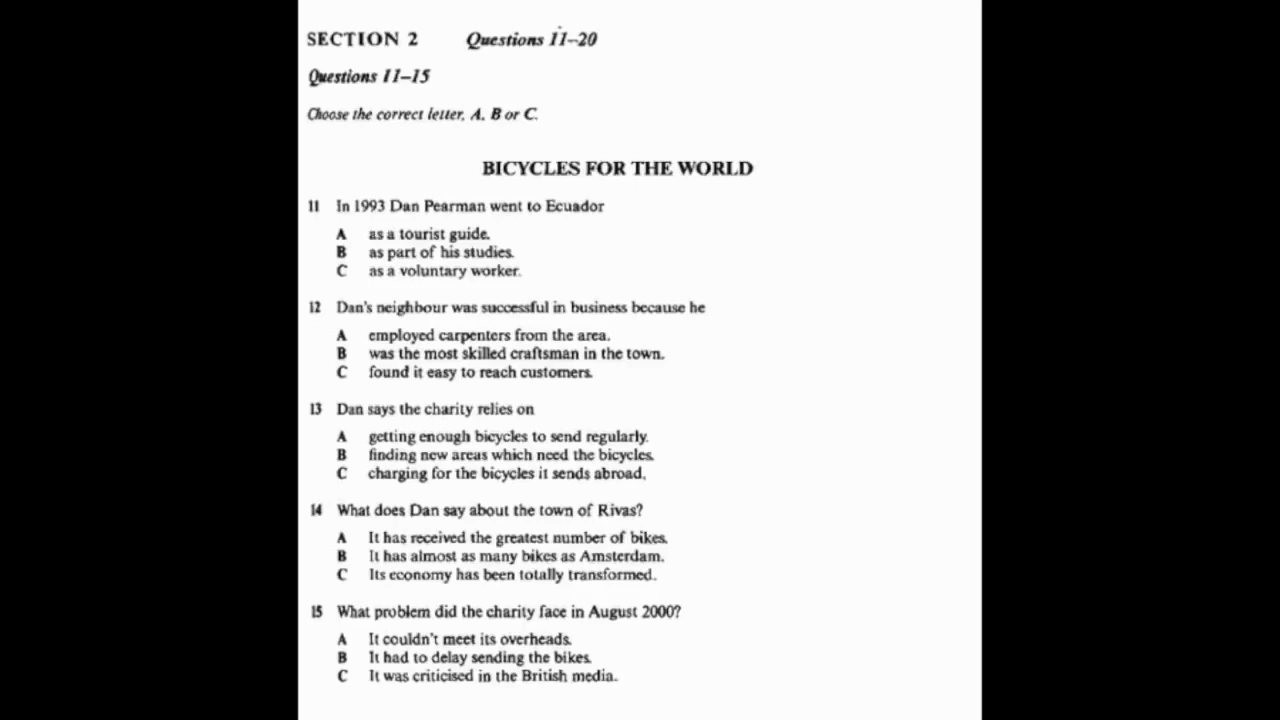 SECTION 2 Questions 11–20
Questions 11–15
Choose the correct letter, A, B or C.
BICYCLES FOR THE WORLD
11 In 1993 Dan Pearman went to Ecuador
A as a tourist guide.
B as part of his studies.
C as a voluntary worker.
12 Dan's neighbour was successful in business because he
A employed carpenters from the area.
B was the most skilled craftsman in the town.
C found it easy to reach customers.
13 Dan says the charity relies on
A getting enough bicycles to send regularly.
B finding new areas which need the bicycles.
C charging for the bicycles it sends abroad.
14 What does Dan say about the town of Rivas?
A It has received the greatest number of bikes.
B It has almost as many bikes as Amsterdam.
C Its economy has been totally transformed.
15 What problem did the charity face in August 2000?
A It couldn't meet its overheads.
B It had to delay sending the bikes.
C It was criticised in the British media.